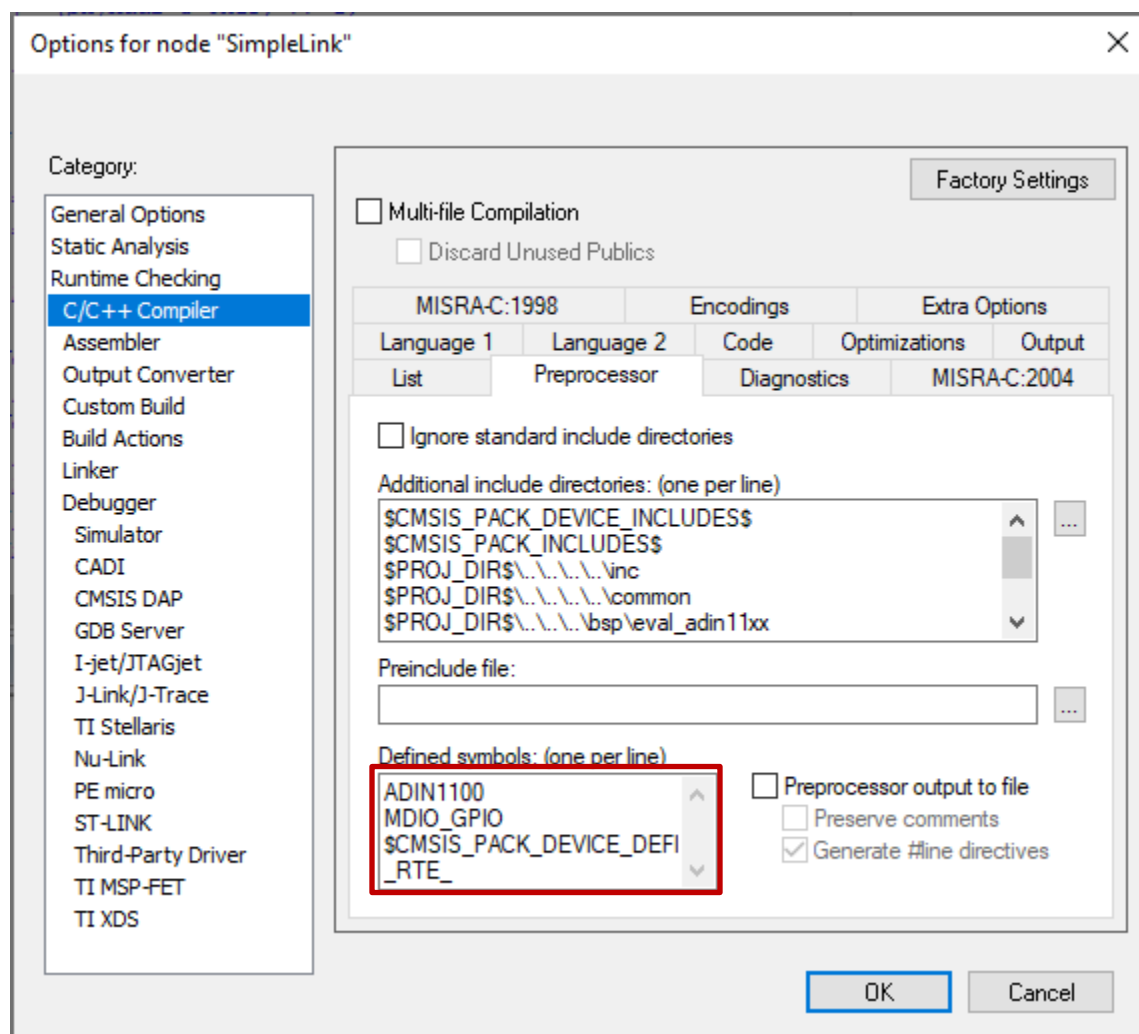 Options for node "SimpleLink"
Category:
General Options
Static Analysis
Runtime Checking
C/C++ Compiler
Assembler
Output Converter
Custom Build
Build Actions
Linker
Debugger
Simulator
CADI
CMSIS DAP
GDB Server
I-jet/JTAGjet
J-Link/J-Trace
TI Stellaris
Nu-Link
PE micro
ST-LINK
Third-Party Driver
TI MSP-FET
TI XDS
Factory Settings
Multi-file Compilation
Discard Unused Publics
MISRA-C:1998 Encodings Extra Options
Language 1 Language 2 Code Optimizations Output
List Preprocessor Diagnostics MISRA-C:2004
Ignore standard include directories
Additional include directories: (one per line)
$CMSIS_PACK_DEVICE_INCLUDES$
$CMSIS_PACK_INCLUDES$
$PROJ_DIR$\..\..\..\..\inc
$PROJ_DIR$\..\..\..\..\common
$PROJ_DIR$\..\..\..\bsp\eval_adin11xx
...
Preinclude file:
...
Defined symbols: (one per line)
ADIN1100
MDIO_GPIO
$CMSIS_PACK_DEVICE_DEFI
_RTE_
Preprocessor output to file
Preserve comments
Generate #line directives
OK Cancel